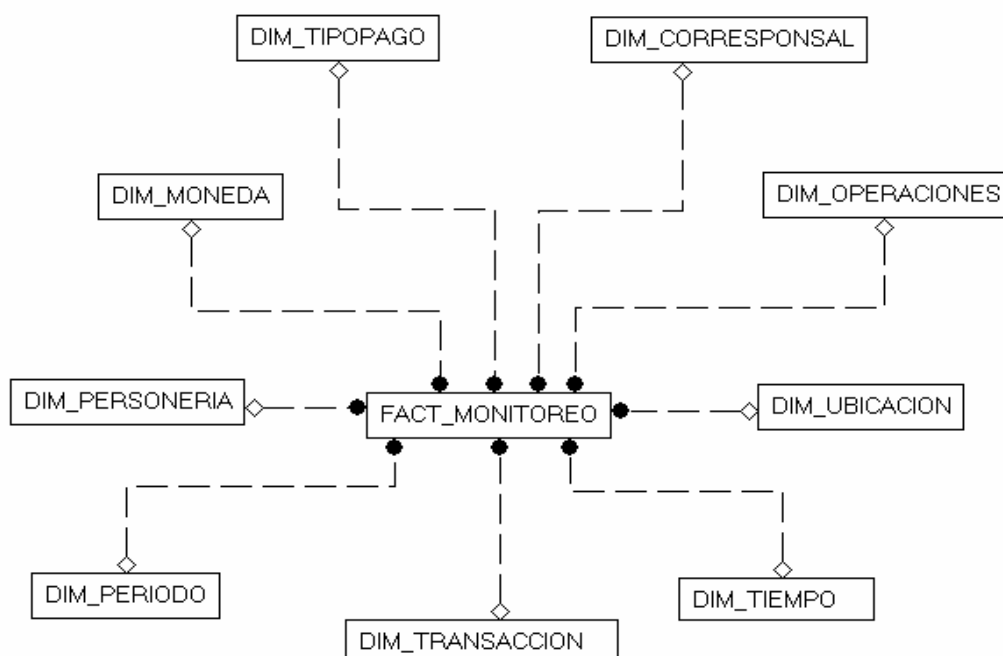 DIM_TIPOPAGO
DIM_CORRESPONSAL
DIM_MONEDA
DIM_OPERACIONES
DIM_PERSONERIA
FACT_MONITOREO
DIM_UBICACION
DIM_PERIODO
DIM_TIEMPO
DIM_TRANSACCION